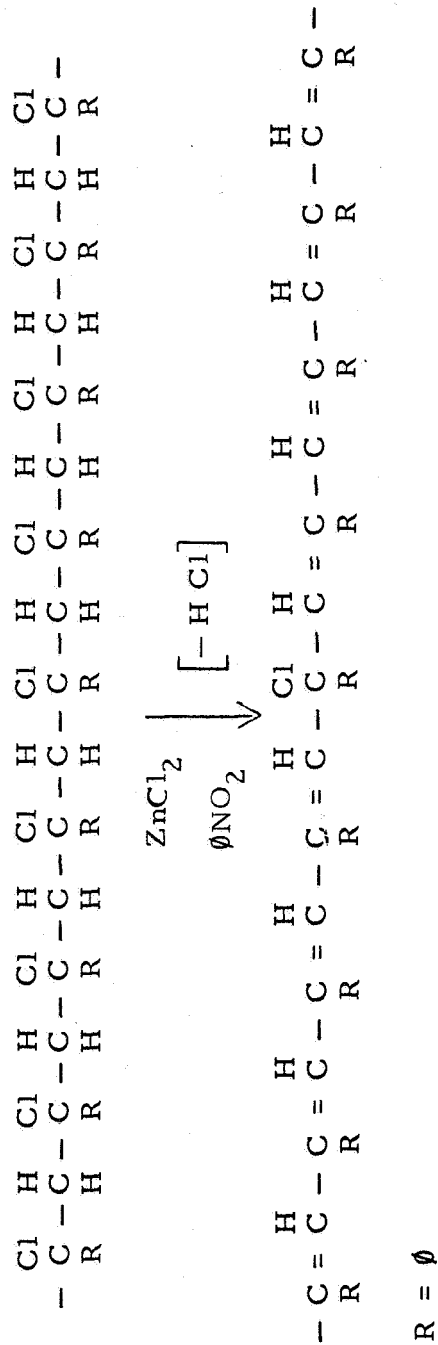 Cl H Cl H Cl H Cl H Cl H Cl H Cl H Cl H Cl
— C — C — C — C — C — C — C — C — C — C — C — C — C — C — C — C — C —
R H R H R H R H R H R H R H R H R
ZnCl₂
[— H Cl]
øNO₂
H H H H Cl H H H H
— C = C — C = C — C = C — C = C — C — C = C — C = C — C = C — C = C —
R R R R R R R R R
R = ø